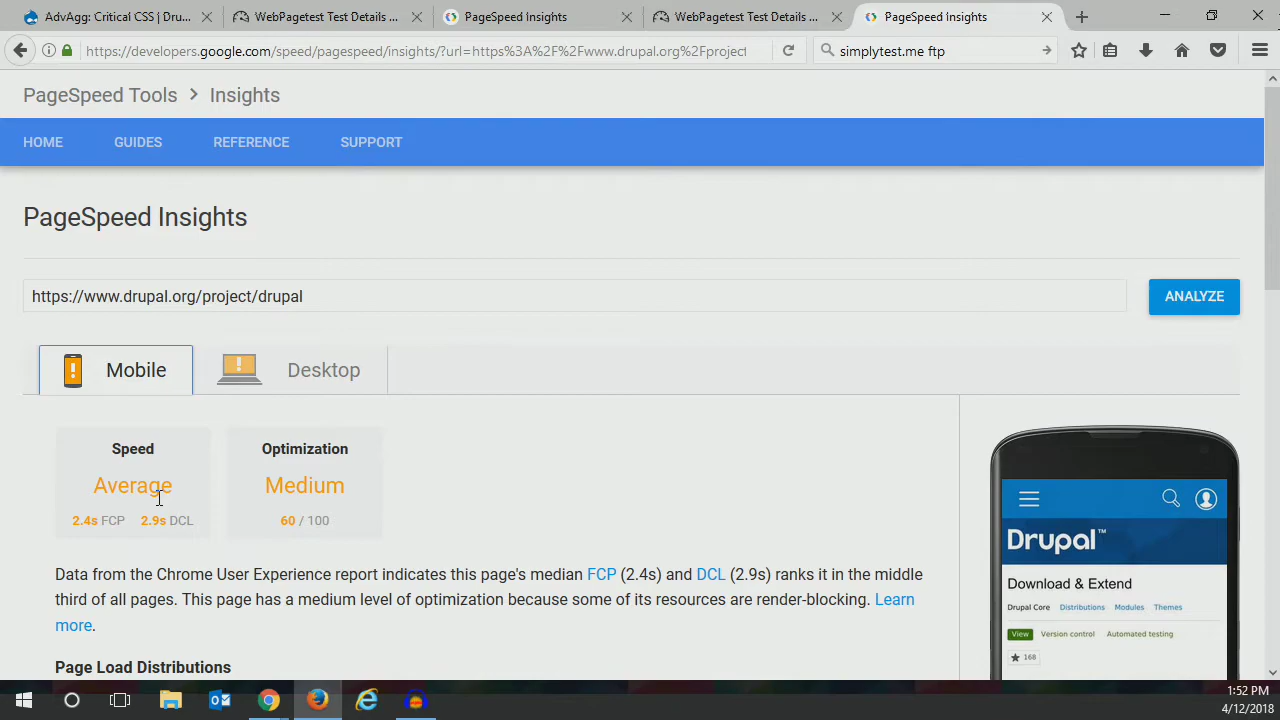 AdvAgg: Critical CSS | Dru...
WebPagetest Test Details ...
PageSpeed Insights
WebPagetest Test Details ...
PageSpeed Insights
https://developers.google.com/speed/pagespeed/insights/?url=https%3A%2F%2Fwww.drupal.org%2Fproject
simplytest.me ftp
PageSpeed Tools > Insights
HOME GUIDES REFERENCE SUPPORT
PageSpeed Insights
https://www.drupal.org/project/drupal
ANALYZE
Mobile
Desktop
Speed
Average
2.4s FCP 2.9s DCL
Optimization
Medium
60 / 100
Data from the Chrome User Experience report indicates this page's median FCP (2.4s) and DCL (2.9s) ranks it in the middle
third of all pages. This page has a medium level of optimization because some of its resources are render-blocking. Learn
more.
Page Load Distributions
Drupal™
Download & Extend
Drupal Core Distributions Modules Themes
View Version control Automated testing
★ 168
1:52 PM
4/12/2018